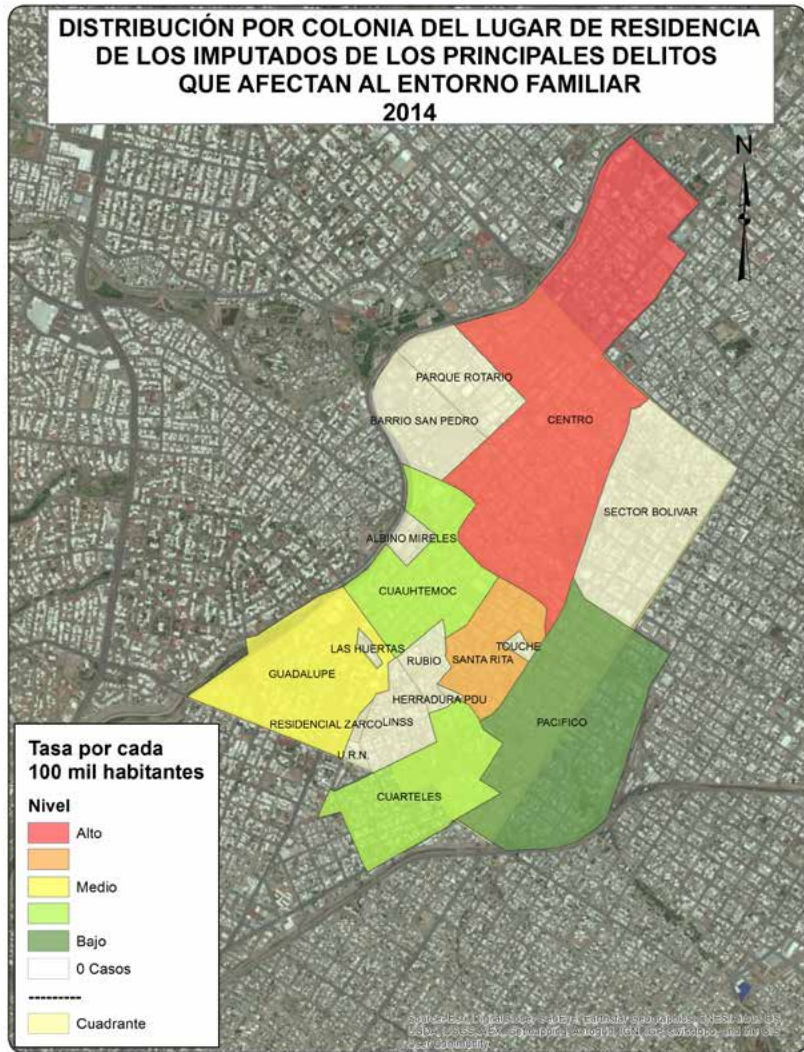 DISTRIBUCIÓN POR COLONIA DEL LUGAR DE RESIDENCIA
DE LOS IMPUTADOS DE LOS PRINCIPALES DELITOS
QUE AFECTAN AL ENTORNO FAMILIAR
2014
N
PARQUE ROTARIO
BARRIO SAN PEDRO
CENTRO
SECTOR BOLIVAR
ALBINO MIRELES
CUAUHTEMOC
LAS HUERTAS
RUBIO
TOUCHE
SANTA RITA
GUADALUPE
HERRADURA PDU
RESIDENCIAL ZARCO
LINSS
PACIFICO
U.R.N.
CUARTELES
Tasa por cada
100 mil habitantes
Nivel
Alto
Medio
Bajo
0 Casos
Cuadrante